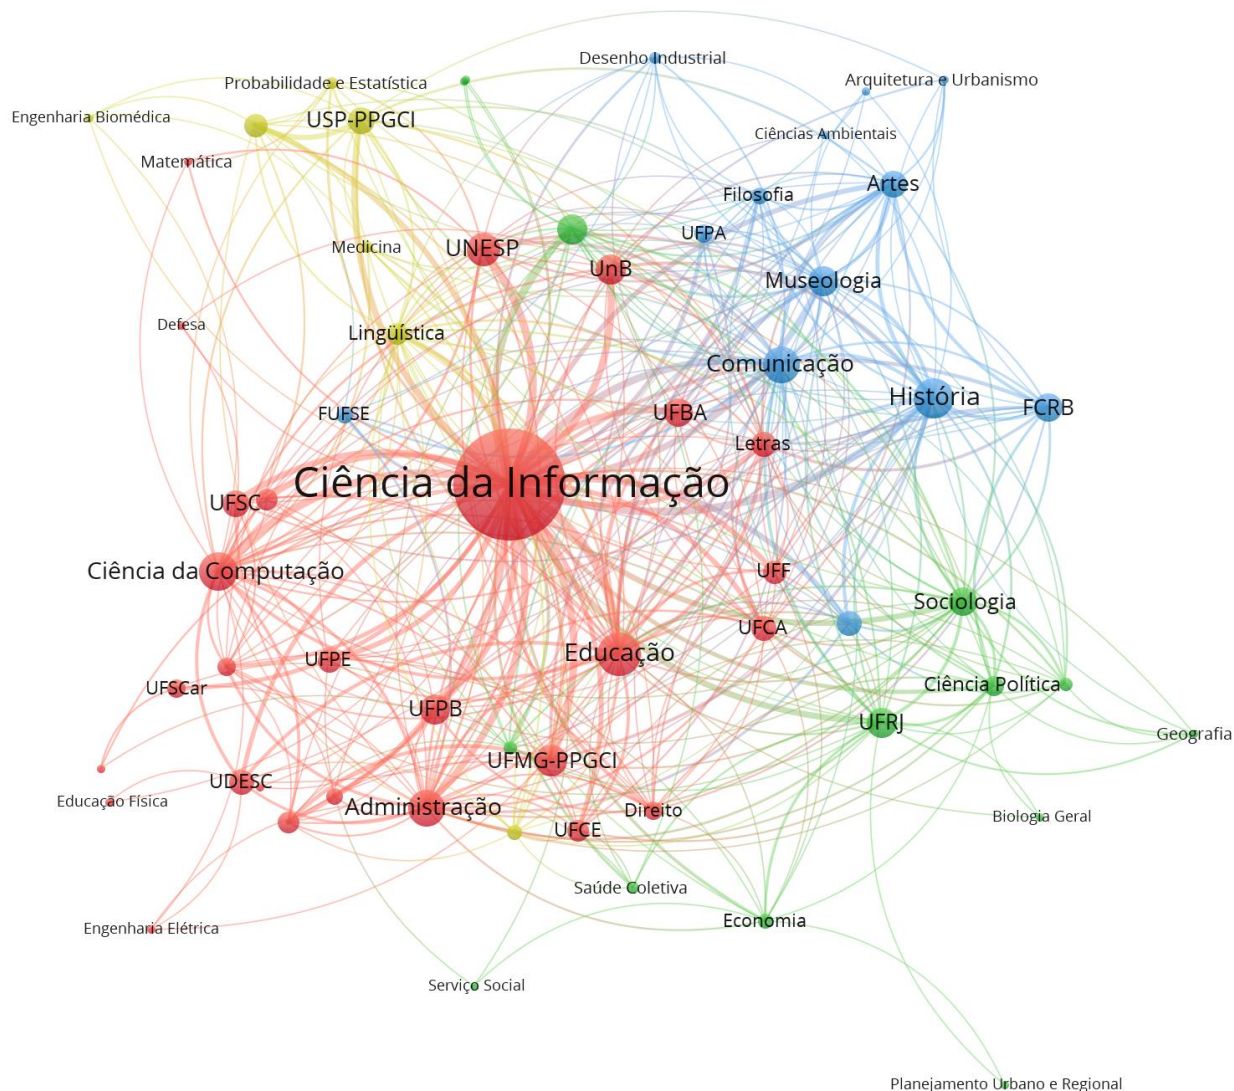 Desenho Industrial
Probabilidade e Estatística
Arquitetura e Urbanismo
Engenharia Biomédica
USP-PPGCI
Ciências Ambientais
Matemática
Artes
Filosofia
UFPA
Medicina
UNESP
UnB
Museologia
Defesa
Lingüística
Comunicação
História
FUFSE
UFBA
FCRB
Letras
Ciência da Informação
UFSC
Ciência da Computação
UFF
Sociologia
UFCA
Educação
UFPE
UFSCar
Ciência Política
UFPB
UFRJ
Geografia
UFMG-PPGCI
UDESC
Educação Física
Administração
Direito
Biologia Geral
UFCE
Saúde Coletiva
Economia
Engenharia Elétrica
Serviço Social
Planejamento Urbano e Regional